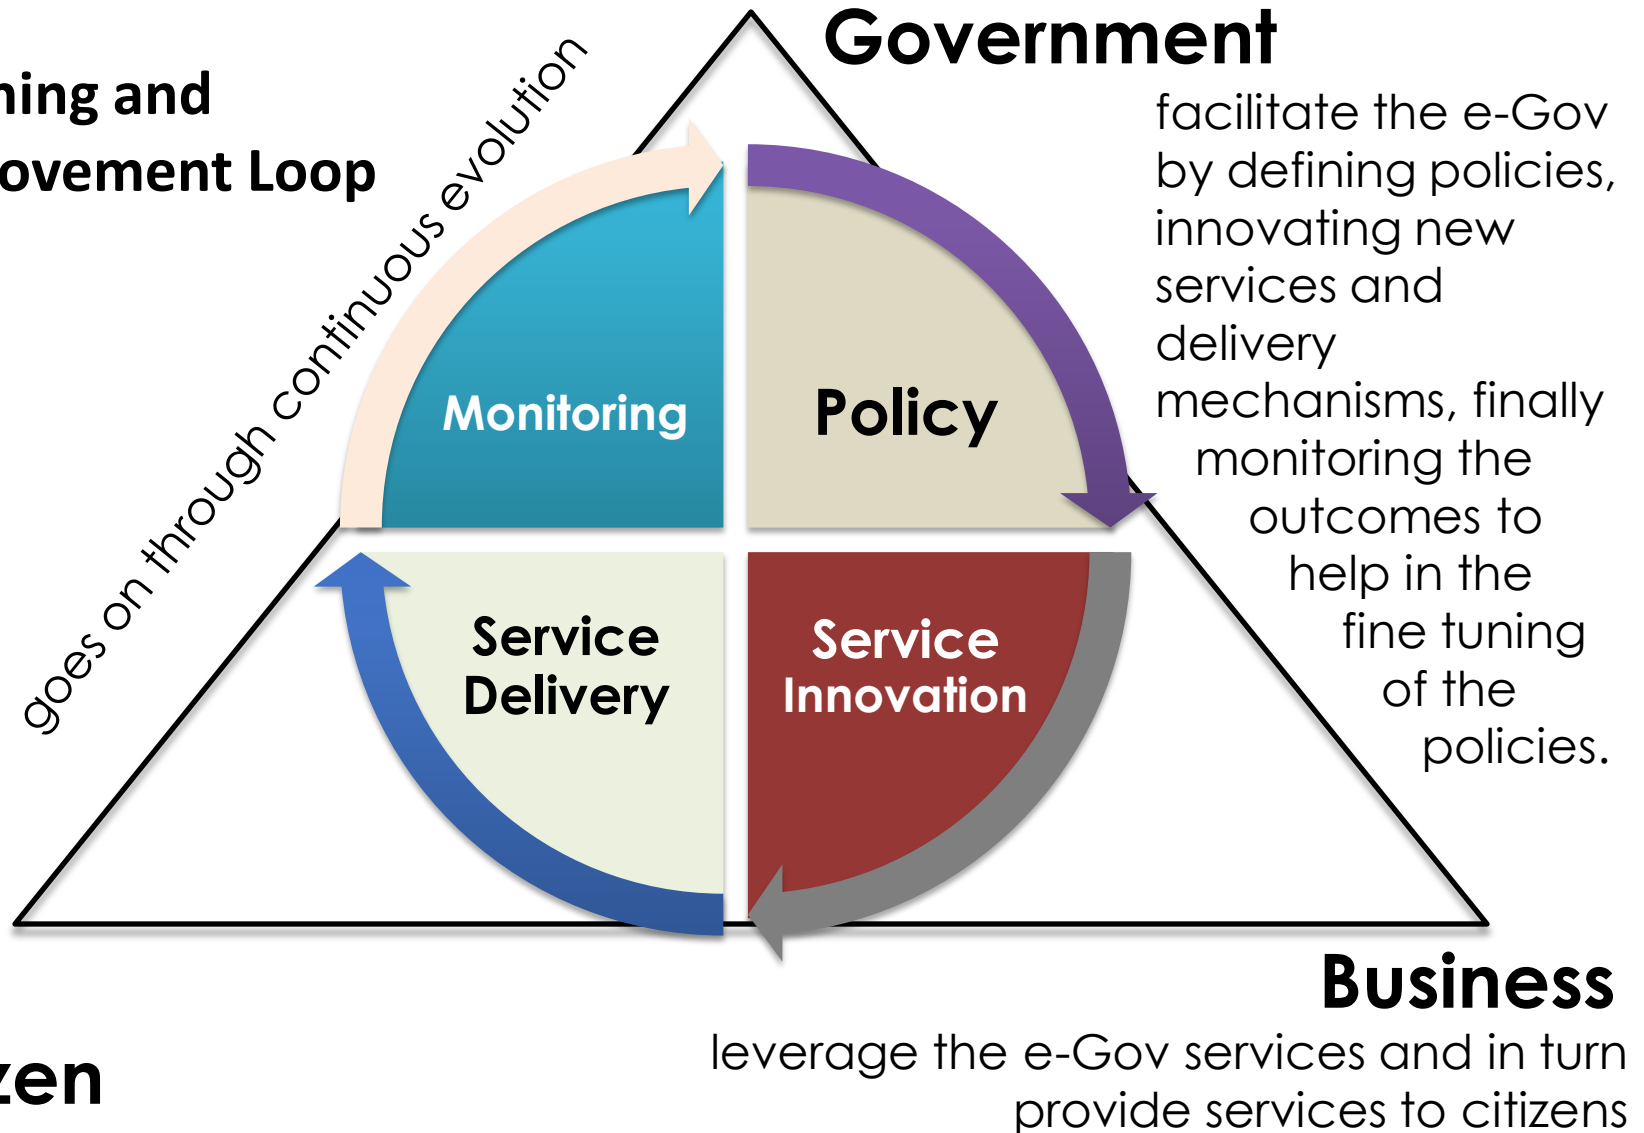 Government
ning and
ovement Loop
goes on through continuous evolution
facilitate the e-Gov
by defining policies,
innovating new
services and
delivery
mechanisms, finally
monitoring the
outcomes to
help in the
fine tuning
of the
policies.
Monitoring
Policy
Service
Delivery
Service
Innovation
Business
leverage the e-Gov services and in turn
provide services to citizens
zen